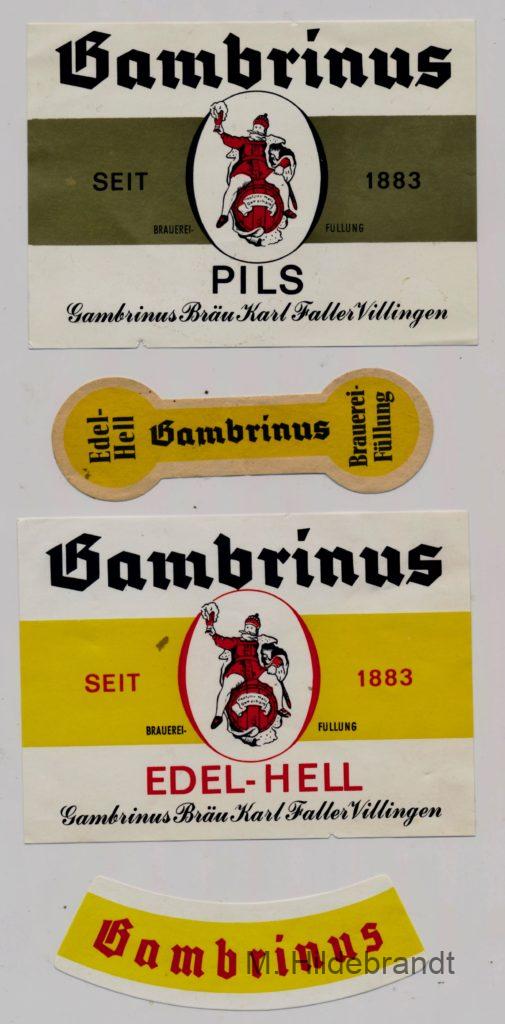 Gambrinus
SEIT 1883
BRAUEREI- FÜLLUNG
PILS
Gambrinus Bräu Karl Faller Villingen
Edel-
Hell
Gambrinus
Brauerei-
Füllung
Gambrinus
SEIT 1883
BRAUEREI- FÜLLUNG
EDEL-HELL
Gambrinus Bräu Karl Faller Villingen
Gambrinus
M. Hildebrandt